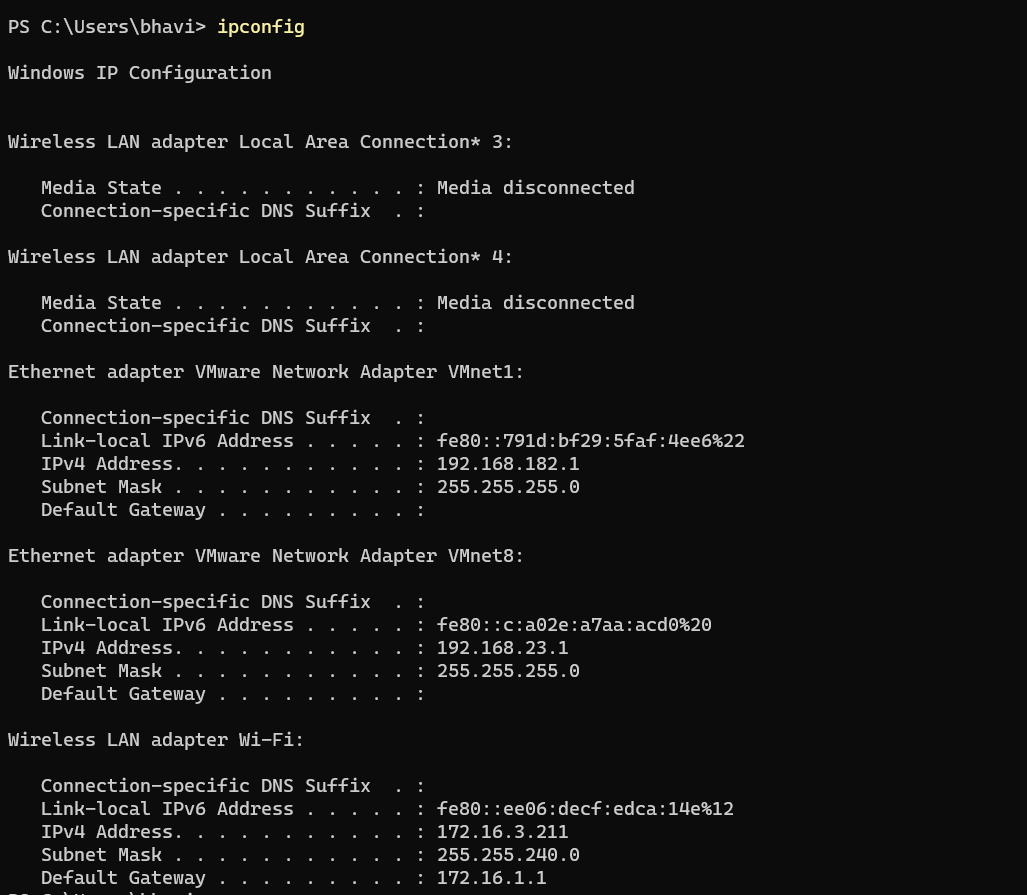 PS C:\Users\bhavi> ipconfig
Windows IP Configuration
Wireless LAN adapter Local Area Connection* 3:
   Media State . . . . . . . . . . . : Media disconnected
   Connection-specific DNS Suffix  . :
Wireless LAN adapter Local Area Connection* 4:
   Media State . . . . . . . . . . . : Media disconnected
   Connection-specific DNS Suffix  . :
Ethernet adapter VMware Network Adapter VMnet1:
   Connection-specific DNS Suffix  . :
   Link-local IPv6 Address . . . . . : fe80::791d:bf29:5faf:4ee6%22
   IPv4 Address. . . . . . . . . . . : 192.168.182.1
   Subnet Mask . . . . . . . . . . . : 255.255.255.0
   Default Gateway . . . . . . . . . :
Ethernet adapter VMware Network Adapter VMnet8:
   Connection-specific DNS Suffix  . :
   Link-local IPv6 Address . . . . . : fe80::c:a02e:a7aa:acd0%20
   IPv4 Address. . . . . . . . . . . : 192.168.23.1
   Subnet Mask . . . . . . . . . . . : 255.255.255.0
   Default Gateway . . . . . . . . . :
Wireless LAN adapter Wi-Fi:
   Connection-specific DNS Suffix  . :
   Link-local IPv6 Address . . . . . : fe80::ee06:decf:edca:14e%12
   IPv4 Address. . . . . . . . . . . : 172.16.3.211
   Subnet Mask . . . . . . . . . . . : 255.255.240.0
   Default Gateway . . . . . . . . . : 172.16.1.1